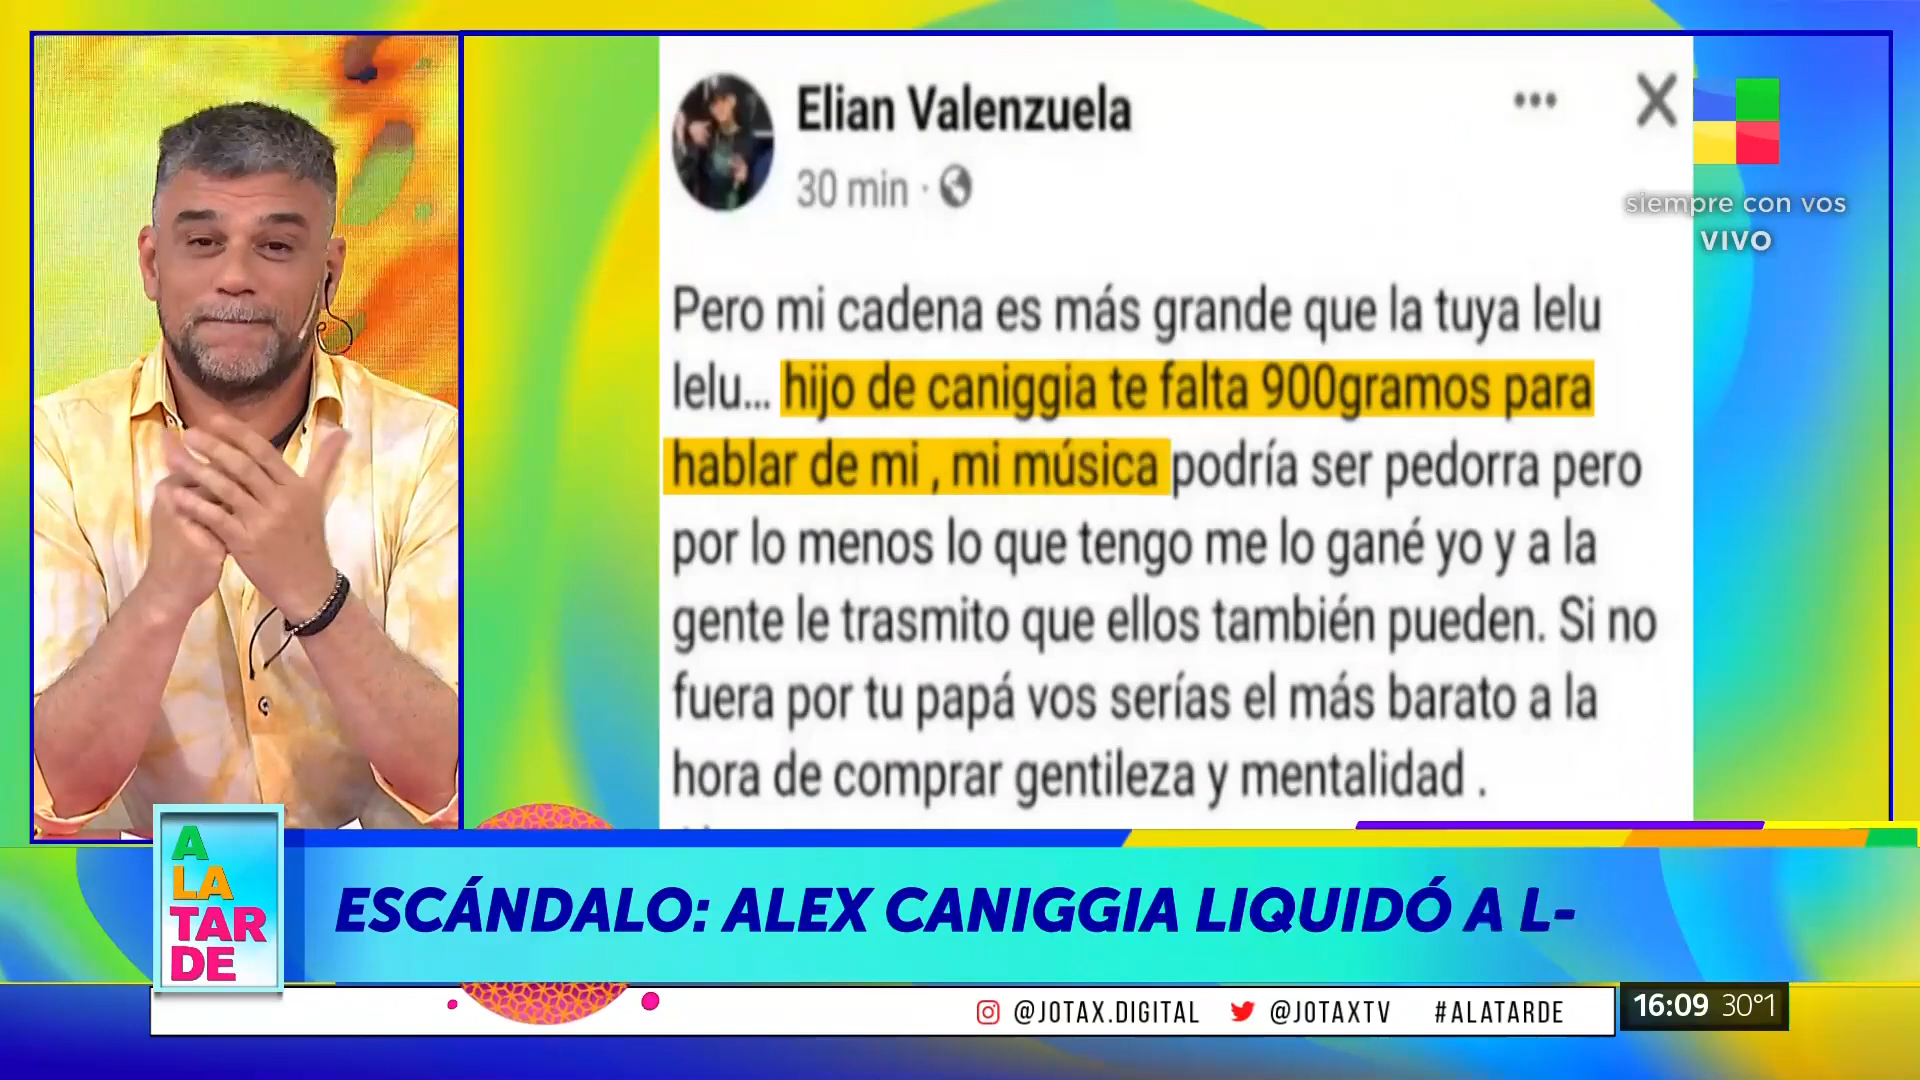 Elian Valenzuela
30 min ·
Pero mi cadena es más grande que la tuya lelu
lelu... hijo de caniggia te falta 900gramos para
hablar de mi , mi música podría ser pedorra pero
por lo menos lo que tengo me lo gané yo y a la
gente le trasmito que ellos también pueden. Si no
fuera por tu papá vos serías el más barato a la
hora de comprar gentileza y mentalidad .
siempre con vos
VIVO
A
LA
TAR
DE
ESCÁNDALO: ALEX CANIGGIA LIQUIDÓ A L-
@JOTAX.DIGITAL @JOTAXTV #ALATARDE
16:09 30°1